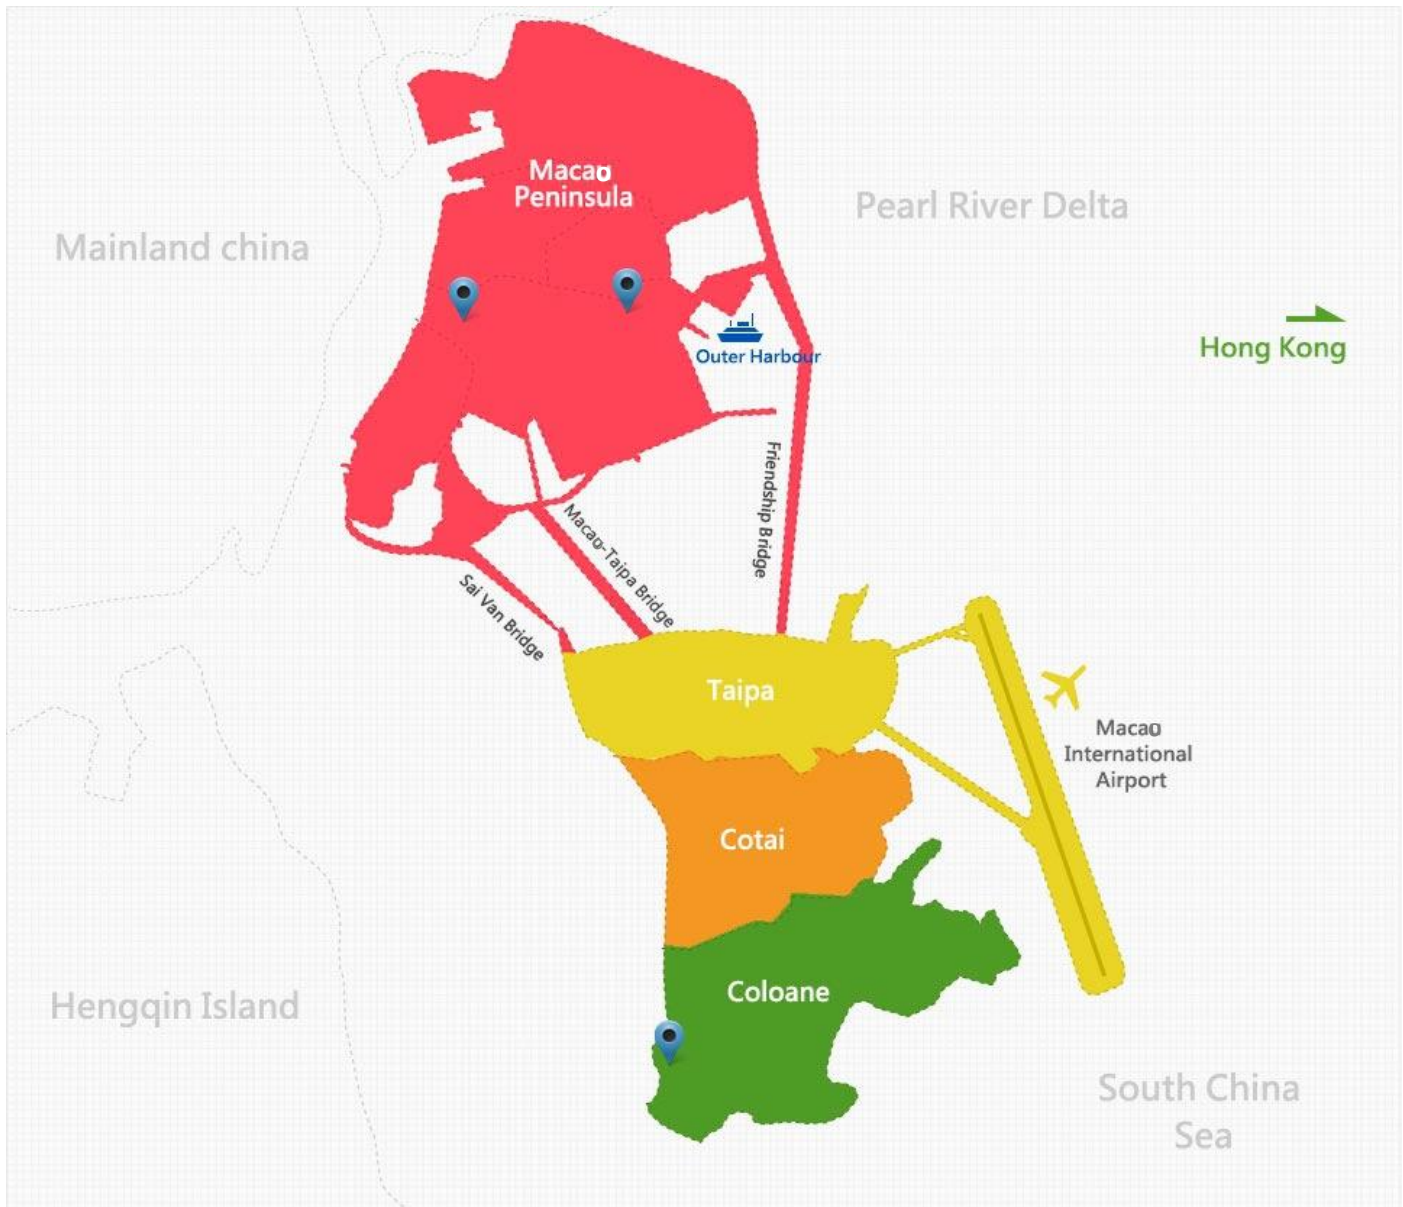 Macao
Peninsula
Pearl River Delta
Mainland china
Hong Kong
Outer Harbour
Friendship Bridge
Macao-Taipa Bridge
Sai Van Bridge
Taipa
Macao
International
Airport
Cotai
Coloane
Hengqin Island
South China
Sea